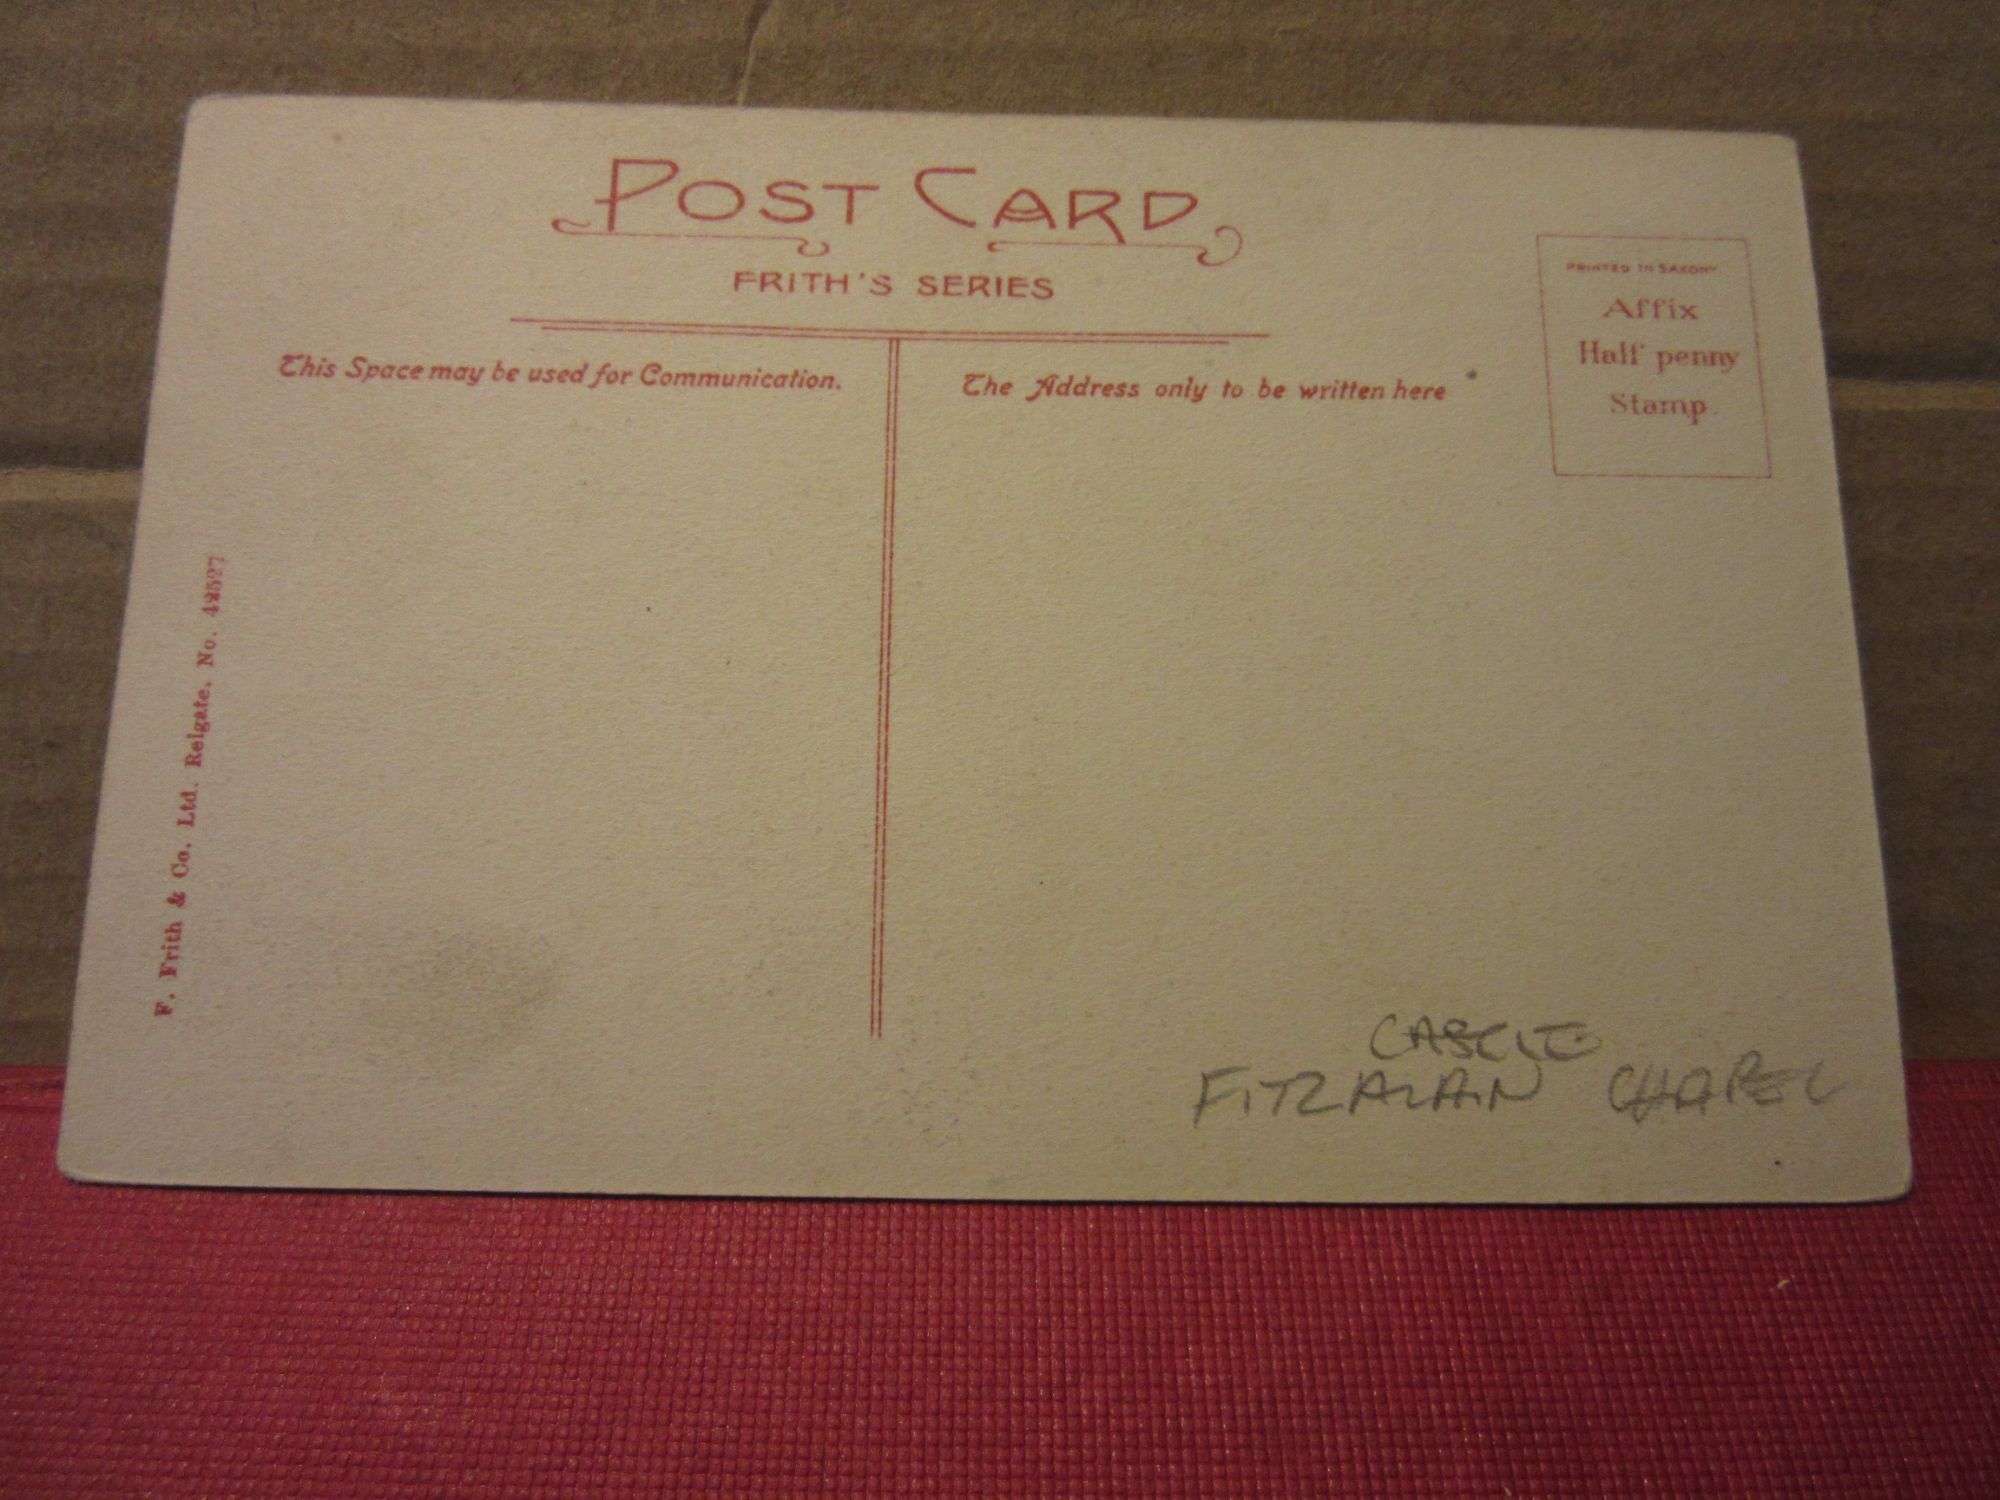 POST CARD
FRITH'S SERIES
This Space may be used for Communication.
The Address only to be written here
PRINTED IN SAXONY
Affix
Half penny
Stamp.
F. Frith & Co. Ltd. Reigate. No. 42527
CASTLE
FITZALAN CHAPEL